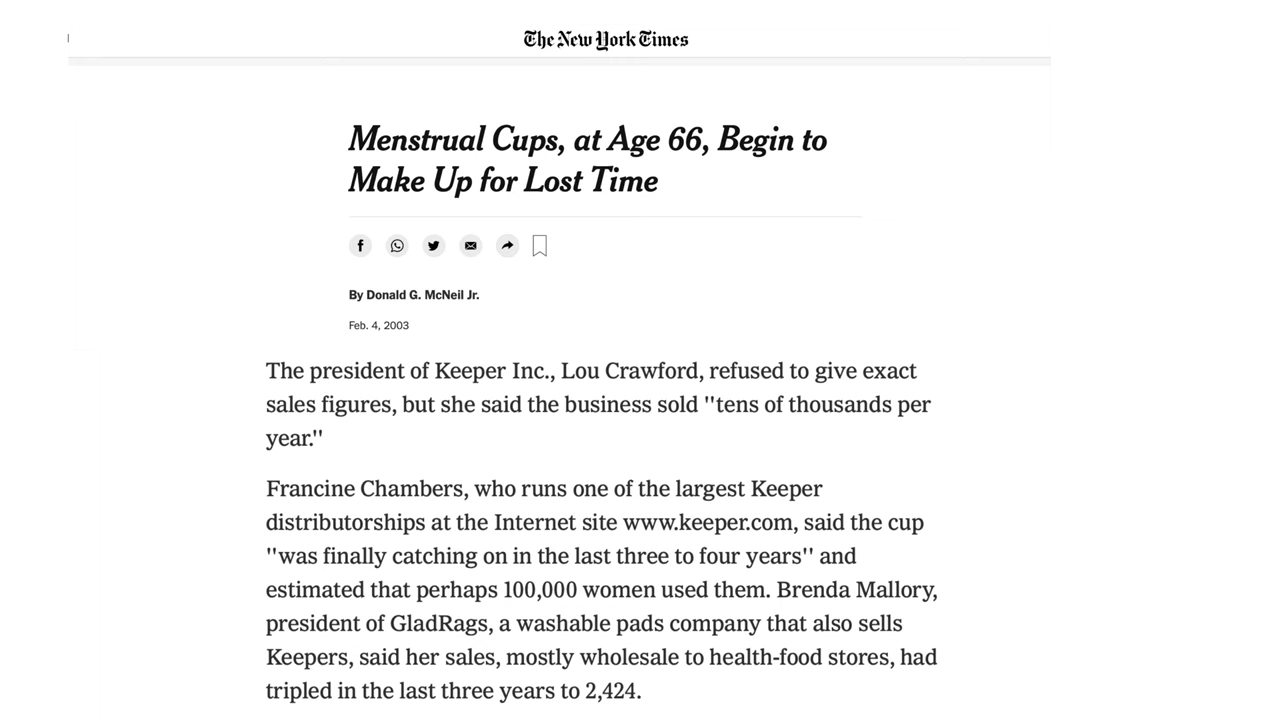 The New York Times
Menstrual Cups, at Age 66, Begin to
Make Up for Lost Time
By Donald G. McNeil Jr.
Feb. 4, 2003
The president of Keeper Inc., Lou Crawford, refused to give exact
sales figures, but she said the business sold ''tens of thousands per
year.''
Francine Chambers, who runs one of the largest Keeper
distributorships at the Internet site www.keeper.com, said the cup
''was finally catching on in the last three to four years'' and
estimated that perhaps 100,000 women used them. Brenda Mallory,
president of GladRags, a washable pads company that also sells
Keepers, said her sales, mostly wholesale to health-food stores, had
tripled in the last three years to 2,424.